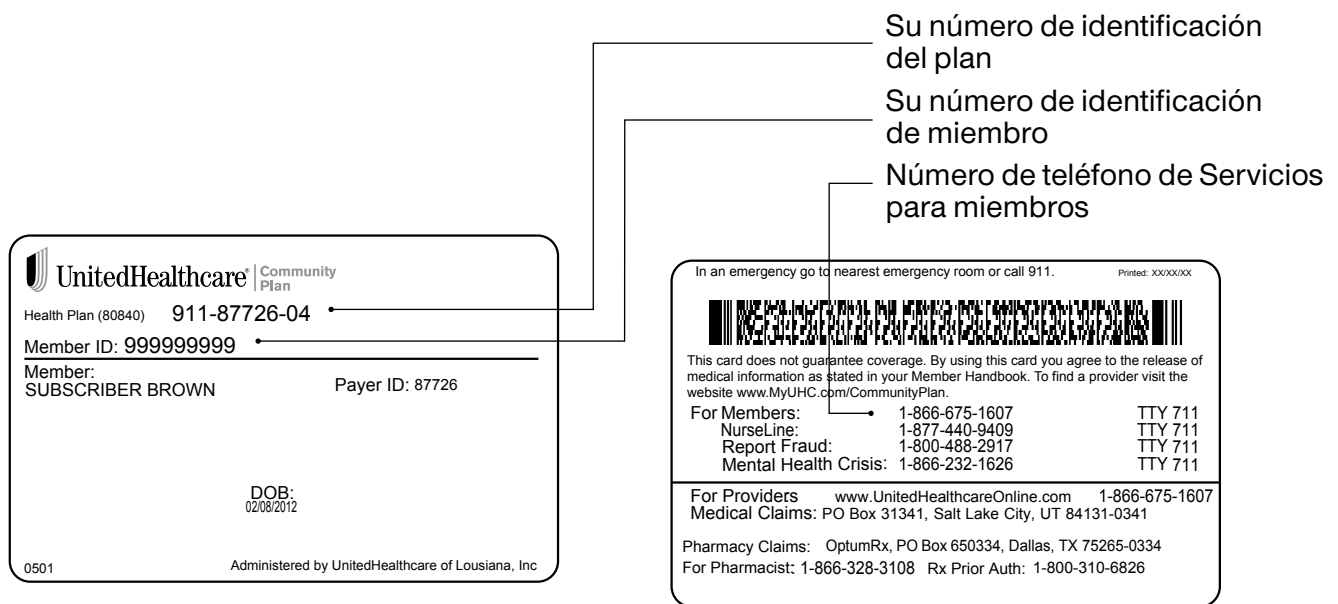 Su número de identificación
del plan
Su número de identificación
de miembro
Número de teléfono de Servicios
para miembros
UnitedHealthcare® Community
Plan
Health Plan (80840) 911-87726-04
Member ID: 999999999
Member:
SUBSCRIBER BROWN Payer ID: 87726
DOB:
02/08/2012
0501 Administered by UnitedHealthcare of Lousiana, Inc
In an emergency go to nearest emergency room or call 911. Printed: XX/XX/XX
This card does not guarantee coverage. By using this card you agree to the release of
medical information as stated in your Member Handbook. To find a provider visit the
website www.MyUHC.com/CommunityPlan.
For Members: 1-866-675-1607 TTY 711
NurseLine: 1-877-440-9409 TTY 711
Report Fraud: 1-800-488-2917 TTY 711
Mental Health Crisis: 1-866-232-1626 TTY 711
For Providers www.UnitedHealthcareOnline.com 1-866-675-1607
Medical Claims: PO Box 31341, Salt Lake City, UT 84131-0341
Pharmacy Claims: OptumRx, PO Box 650334, Dallas, TX 75265-0334
For Pharmacist: 1-866-328-3108 Rx Prior Auth: 1-800-310-6826